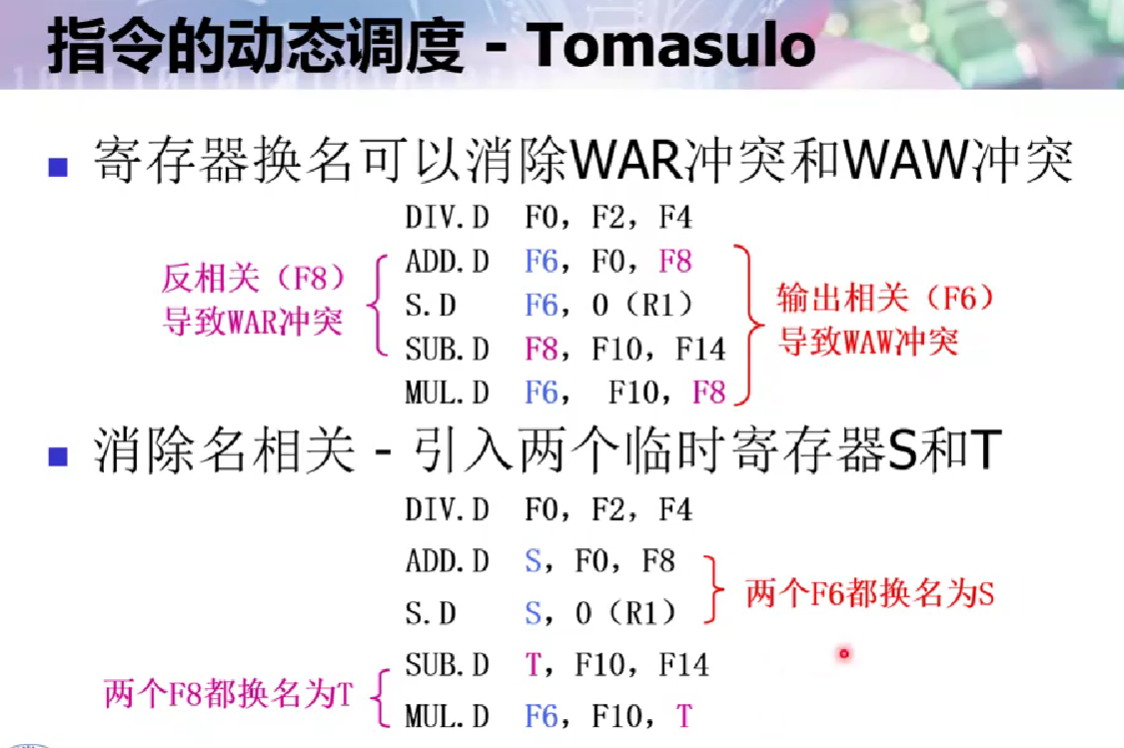 指令的动态调度 - Tomasulo
寄存器换名可以消除WAR冲突和WAW冲突
DIV.D F0, F2, F4
ADD.D F6, F0, F8
S.D F6, 0（R1）
SUB.D F8, F10, F14
MUL.D F6, F10, F8
反相关（F8）
导致WAR冲突
输出相关（F6）
导致WAW冲突
消除名相关 - 引入两个临时寄存器S和T
DIV.D F0, F2, F4
ADD.D S, F0, F8
S.D S, 0（R1）
SUB.D T, F10, F14
MUL.D F6, F10, T
两个F6都换名为S
两个F8都换名为T